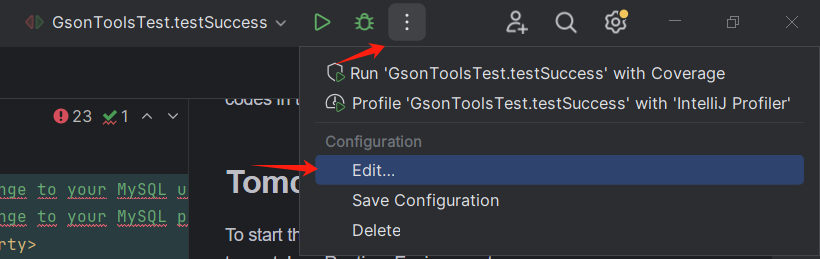 GsonToolsTest.testSuccess
Run 'GsonToolsTest.testSuccess' with Coverage
codes in t
Profile 'GsonToolsTest.testSuccess' with 'IntelliJ Profiler'
23 1
Configuration
Edit...
nge to your MySQL u
Tomc
Save Configuration
nge to your MySQL p
To start th
Delete
rty>